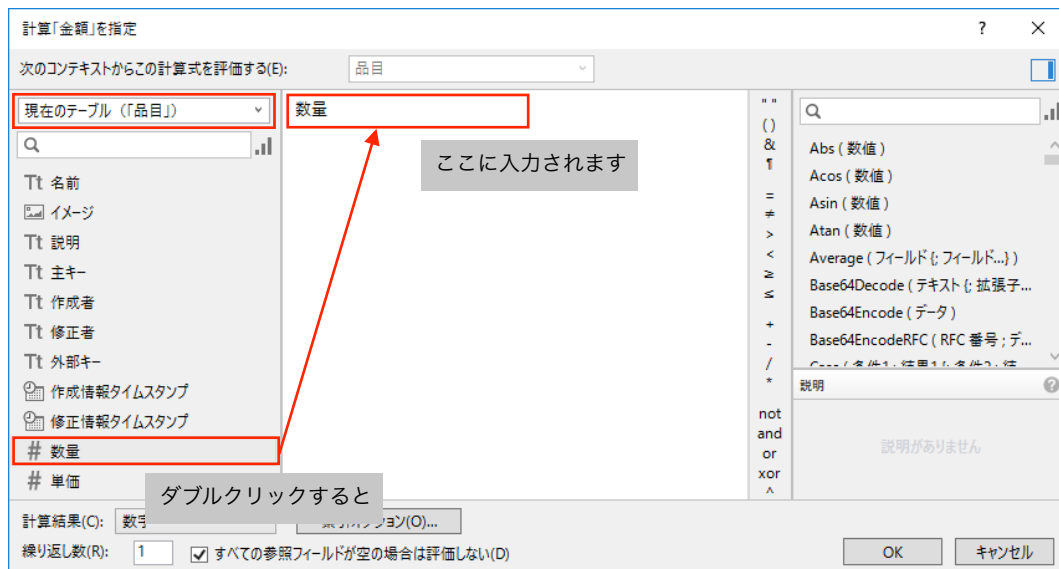 計算「金額」を指定
?
次のコンテキストからこの計算式を評価する(E):
品目
現在のテーブル (「品目」)
Tt 名前
イメージ
Tt 説明
Tt 主キー
Tt 作成者
Tt 修正者
Tt 外部キー
作成情報タイムスタンプ
修正情報タイムスタンプ
# 数量
# 単価
数量
ここに入力されます
ダブルクリックすると
" "
( )
&
¶
=
≠
>
<
≥
≤
+
-
/
*
not
and
or
xor
^
Abs ( 数値 )
Acos ( 数値 )
Asin ( 数値 )
Atan ( 数値 )
Average ( フィールド {; フィールド...} )
Base64Decode ( テキスト {; 拡張子...
Base64Encode ( データ )
Base64EncodeRFC ( RFC 番号 ; デ...
説明
?
説明がありません
計算結果(C):
数字
オプション(O)...
繰り返し数(R):
1
すべての参照フィールドが空の場合は評価しない(D)
OK
キャンセル